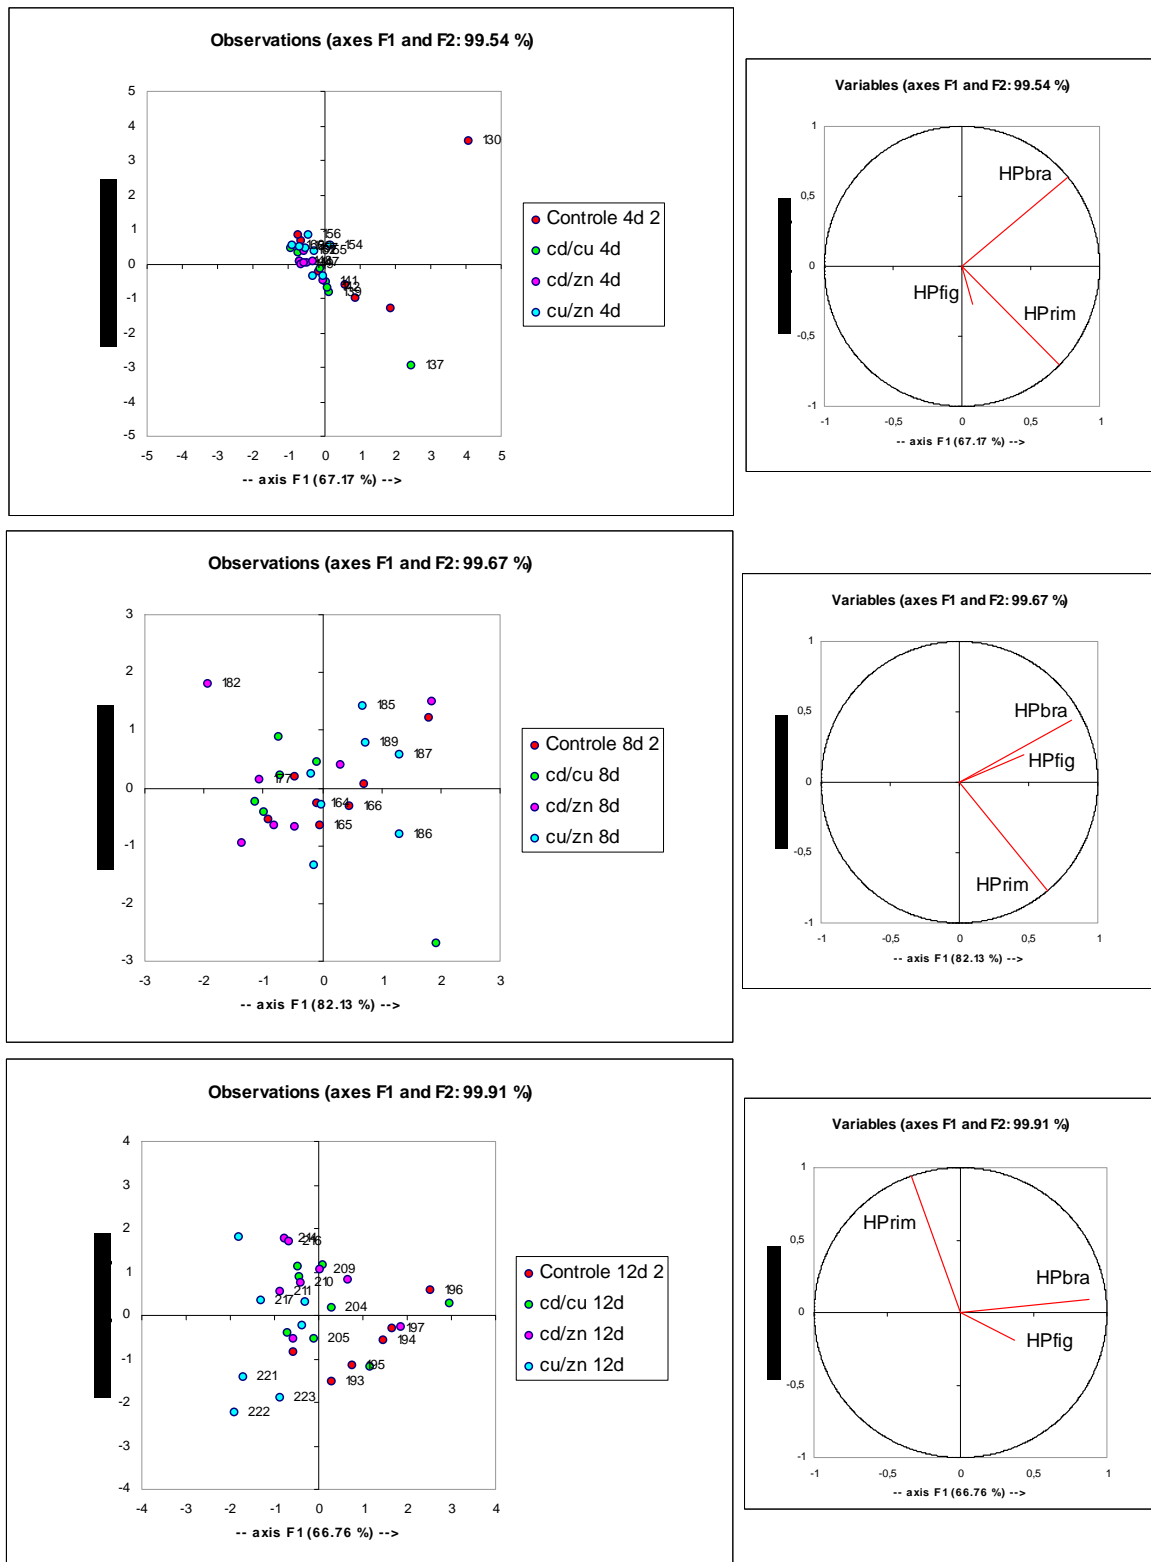 Observations (axes F1 and F2: 99.54 %)
5
4
3
2
1
0
-1
-2
-3
-4
-5
-5 -4 -3 -2 -1 0 1 2 3 4 5
-- axis F1 (67.17 %) -->
130
156
154
141
139
137
Controle 4d 2
cd/cu 4d
cd/zn 4d
cu/zn 4d
Variables (axes F1 and F2: 99.54 %)
1
0,5
0
-0,5
-1
-1 -0,5 0 0,5 1
-- axis F1 (67.17 %) -->
HPbra
HPfig
HPrim
Observations (axes F1 and F2: 99.67 %)
3
2
1
0
-1
-2
-3
-3 -2 -1 0 1 2 3
-- axis F1 (82.13 %) -->
182
185
189
187
177
164
166
165
186
Controle 8d 2
cd/cu 8d
cd/zn 8d
cu/zn 8d
Variables (axes F1 and F2: 99.67 %)
1
0,5
0
-0,5
-1
-1 -0,5 0 0,5 1
-- axis F1 (82.13 %) -->
HPbra
HPfig
HPrim
Observations (axes F1 and F2: 99.91 %)
4
3
2
1
0
-1
-2
-3
-4
-4 -3 -2 -1 0 1 2 3 4
-- axis F1 (66.76 %) -->
214
216
209
210
211
217
204
196
197
205
194
195
193
221
223
222
Controle 12d 2
cd/cu 12d
cd/zn 12d
cu/zn 12d
Variables (axes F1 and F2: 99.91 %)
1
0,5
0
-0,5
-1
-1 -0,5 0 0,5 1
-- axis F1 (66.76 %) -->
HPrim
HPbra
HPfig